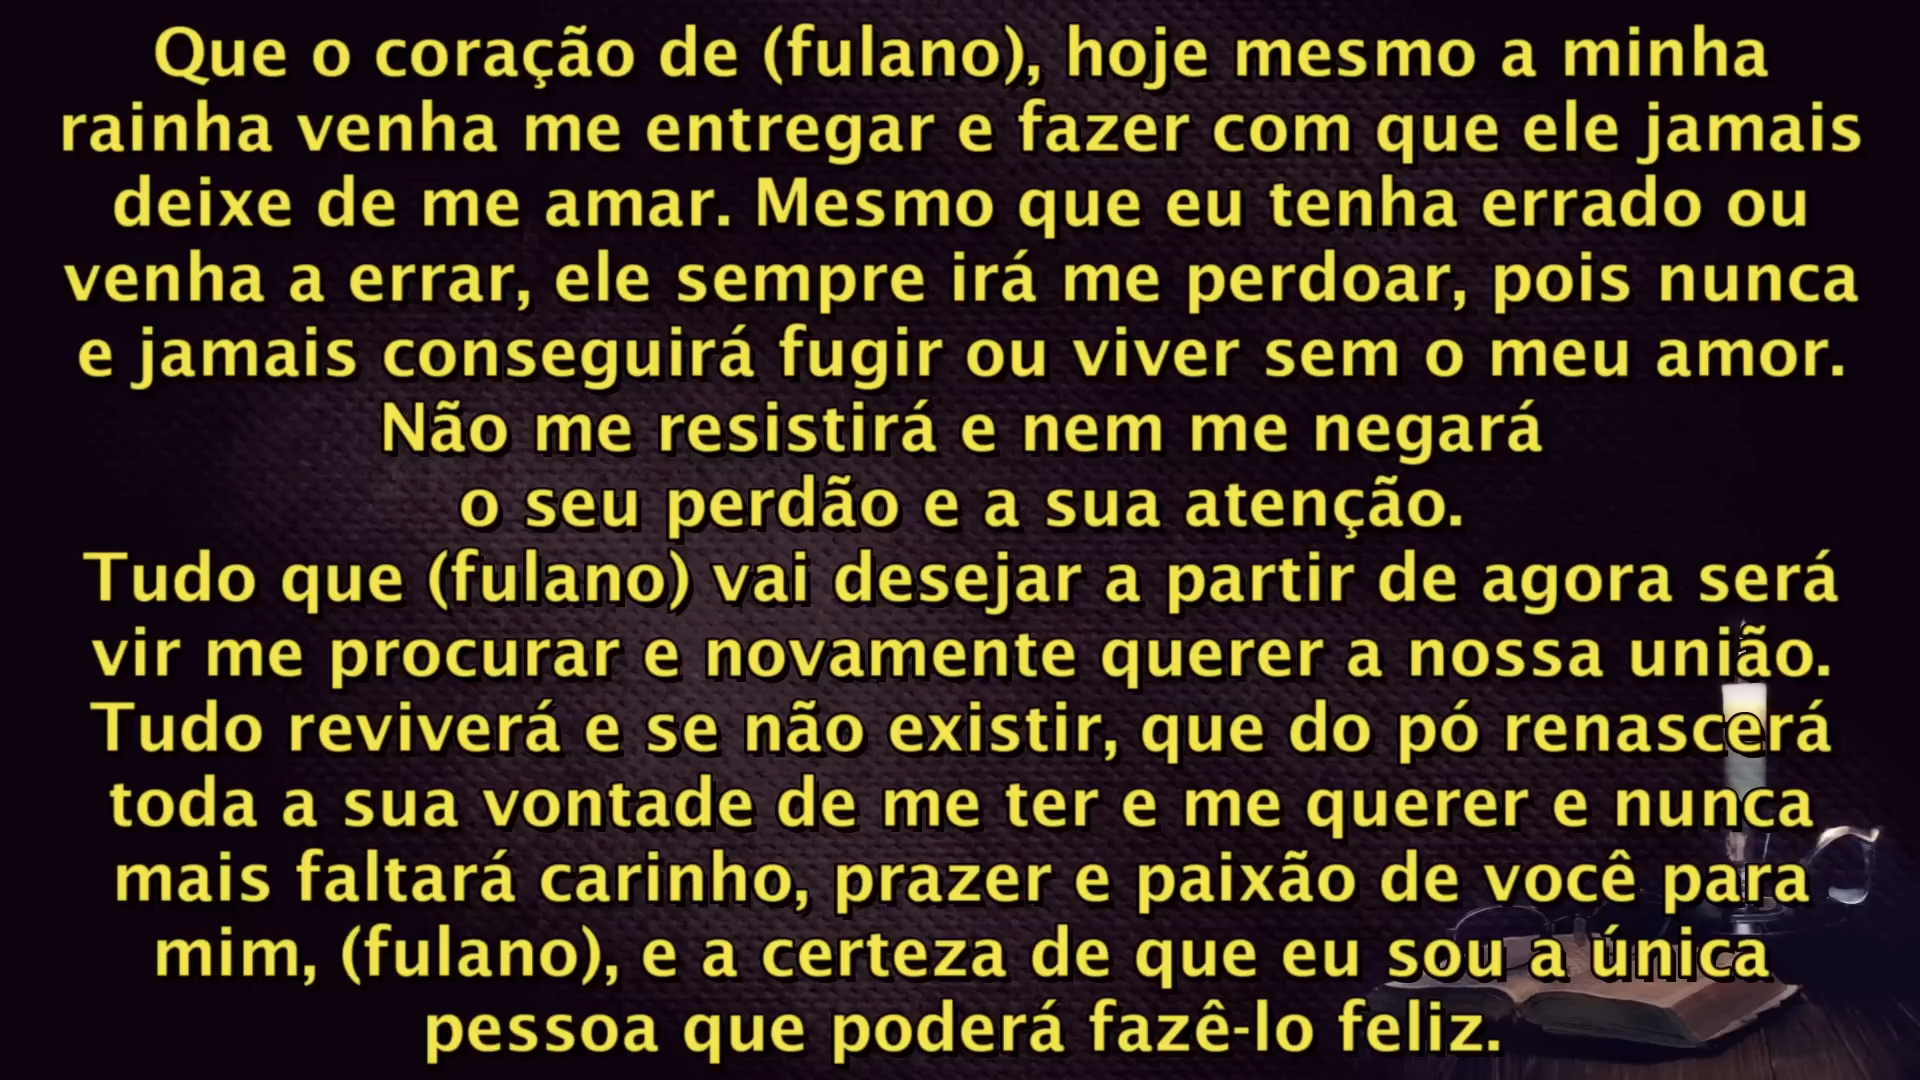 Que o coração de (fulano), hoje mesmo a minha
rainha venha me entregar e fazer com que ele jamais
deixe de me amar. Mesmo que eu tenha errado ou
venha a errar, ele sempre irá me perdoar, pois nunca
e jamais conseguirá fugir ou viver sem o meu amor.
Não me resistirá e nem me negará
o seu perdão e a sua atenção.
Tudo que (fulano) vai desejar a partir de agora será
vir me procurar e novamente querer a nossa união.
Tudo reviverá e se não existir, que do pó renascerá
toda a sua vontade de me ter e me querer e nunca
mais faltará carinho, prazer e paixão de você para
mim, (fulano), e a certeza de que eu sou a única
pessoa que poderá fazê-lo feliz.